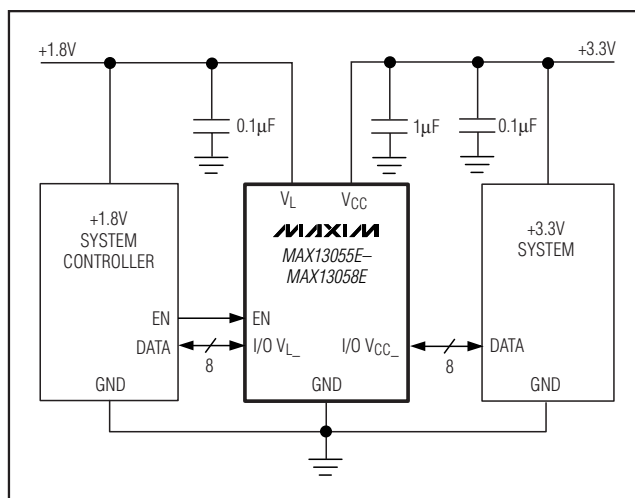 +1.8V
+3.3V
0.1µF
1µF
0.1µF
+1.8V
SYSTEM
CONTROLLER
EN
DATA
GND
8
VL
VCC
MAXIM
MAX13055E–
MAX13058E
EN
I/O VL_
I/O VCC_
GND
8
+3.3V
SYSTEM
DATA
GND